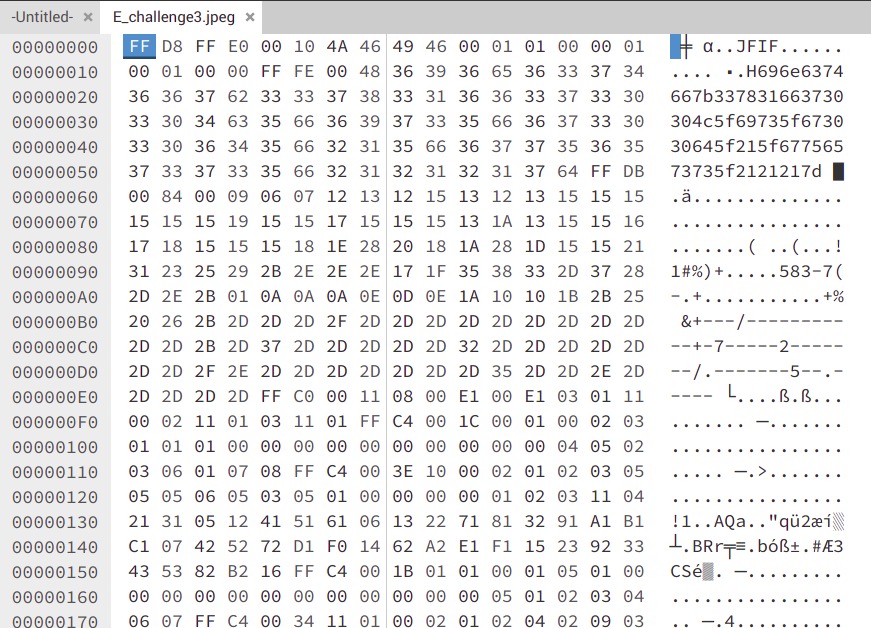 -Untitled- × E_challenge3.jpeg ×
00000000 FF D8 FF E0 00 10 4A 46 49 46 00 01 01 00 00 01 ╪ α..JFIF......
00000010 00 01 00 00 FF FE 00 48 36 39 36 65 36 33 37 34 .... ▪.H696e6374
00000020 36 36 37 62 33 33 37 38 33 31 36 36 33 37 33 30 667b337831663730
00000030 33 30 34 63 35 66 36 39 37 33 35 66 36 37 33 30 304c5f69735f6730
00000040 33 30 36 34 35 66 32 31 35 66 36 37 37 35 36 35 30645f215f677565
00000050 37 33 37 33 35 66 32 31 32 31 32 31 37 64 FF DB 73735f2121217d █
00000060 00 84 00 09 06 07 12 13 12 15 13 12 13 15 15 15 .ä..............
00000070 15 15 15 19 15 15 17 15 15 15 13 1A 13 15 15 16 ................
00000080 17 18 15 15 15 18 1E 28 20 18 1A 28 1D 15 15 21 .......( ..(...!
00000090 31 23 25 29 2B 2E 2E 2E 17 1F 35 38 33 2D 37 28 1#%)+.....583-7(
000000A0 2D 2E 2B 01 0A 0A 0A 0E 0D 0E 1A 10 10 1B 2B 25 -.+...........+%
000000B0 20 26 2B 2D 2D 2D 2F 2D 2D 2D 2D 2D 2D 2D 2D 2D &+---/---------
000000C0 2D 2D 2B 2D 37 2D 2D 2D 2D 2D 32 2D 2D 2D 2D 2D --+-7-----2-----
000000D0 2D 2D 2F 2E 2D 2D 2D 2D 2D 2D 2D 35 2D 2D 2E 2D --/.-------5--.-
000000E0 2D 2D 2D 2D FF C0 00 11 08 00 E1 00 E1 03 01 11 ---- └....ß.ß...
000000F0 00 02 11 01 03 11 01 FF C4 00 1C 00 01 00 02 03 ....... ─.......
00000100 01 01 01 00 00 00 00 00 00 00 00 00 00 04 05 02 ................
00000110 03 06 01 07 08 FF C4 00 3E 10 00 02 01 02 03 05 ..... ─.>.......
00000120 05 05 06 05 03 05 01 00 00 00 00 01 02 03 11 04 ................
00000130 21 31 05 12 41 51 61 06 13 22 71 81 32 91 A1 B1 !1..AQa.."qü2æí▒
00000140 C1 07 42 52 72 D1 F0 14 62 A2 E1 F1 15 23 92 33 ┴.BRr╤≡.bóß±.#Æ3
00000150 43 53 82 B2 16 FF C4 00 1B 01 01 00 01 05 01 00 CSé▓. ─.........
00000160 00 00 00 00 00 00 00 00 00 00 00 05 01 02 03 04 ................
00000170 06 07 FF C4 00 34 11 01 00 02 01 02 04 02 09 03 .. ─.4..........